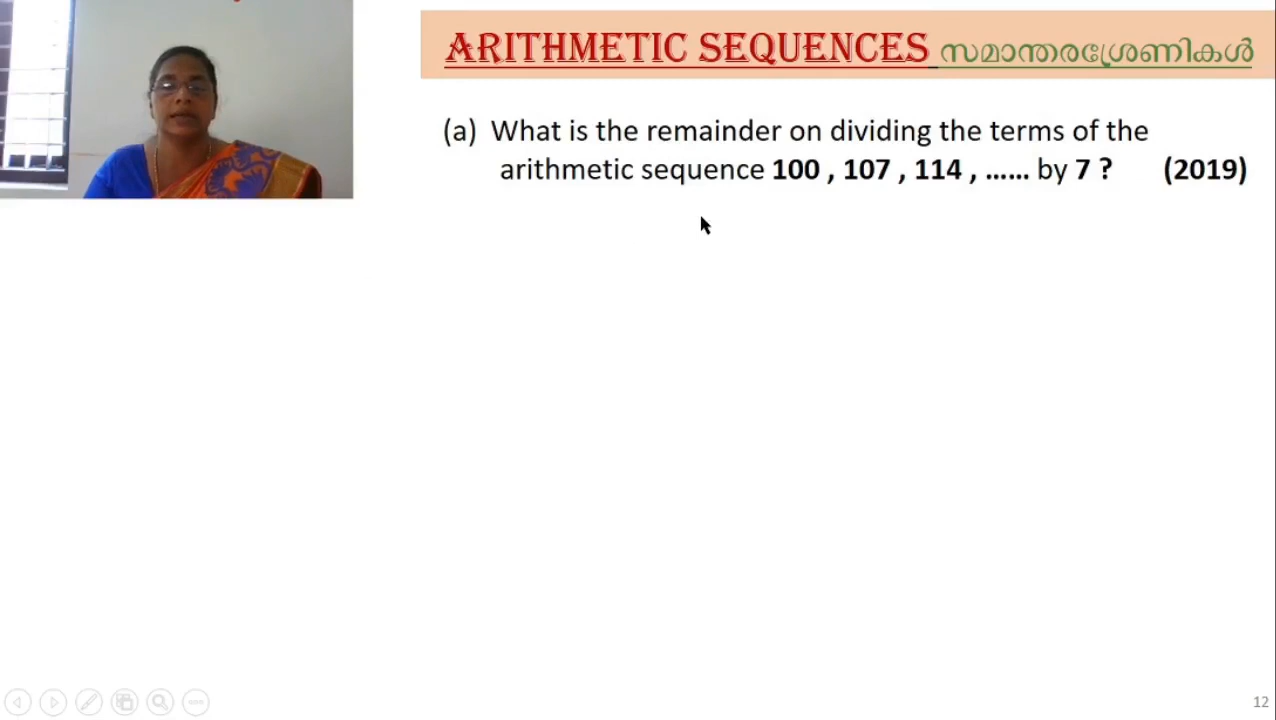 ARITHMETIC SEQUENCES സമാന്തരശ്രേണികൾ
(a) What is the remainder on dividing the terms of the
arithmetic sequence 100 , 107 , 114 , ...... by 7 ? (2019)
12